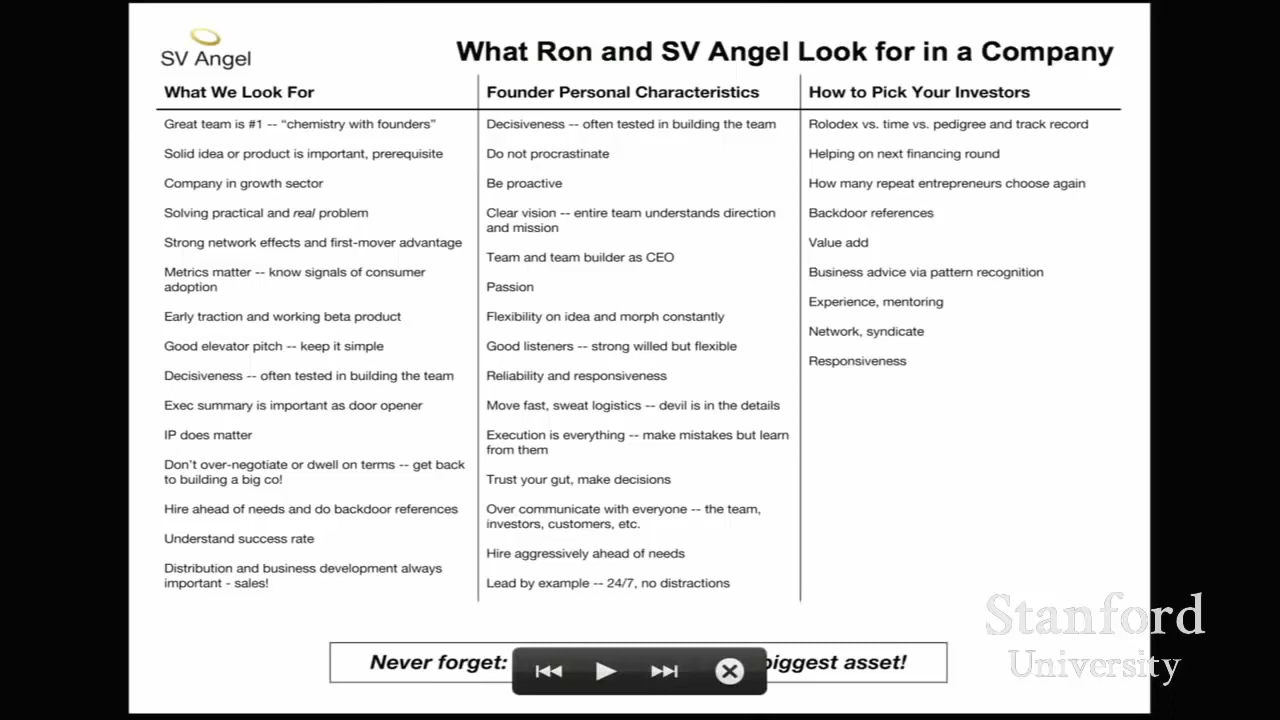 SV Angel
What Ron and SV Angel Look for in a Company
What We Look For
Great team is #1 -- “chemistry with founders”
Solid idea or product is important, prerequisite
Company in growth sector
Solving practical and real problem
Strong network effects and first-mover advantage
Metrics matter -- know signals of consumer
adoption
Early traction and working beta product
Good elevator pitch -- keep it simple
Decisiveness -- often tested in building the team
Exec summary is important as door opener
IP does matter
Don’t over-negotiate or dwell on terms -- get back
to building a big co!
Hire ahead of needs and do backdoor references
Understand success rate
Distribution and business development always
important - sales!
Founder Personal Characteristics
Decisiveness -- often tested in building the team
Do not procrastinate
Be proactive
Clear vision -- entire team understands direction
and mission
Team and team builder as CEO
Passion
Flexibility on idea and morph constantly
Good listeners -- strong willed but flexible
Reliability and responsiveness
Move fast, sweat logistics -- devil is in the details
Execution is everything -- make mistakes but learn
from them
Trust your gut, make decisions
Over communicate with everyone -- the team,
investors, customers, etc.
Hire aggressively ahead of needs
Lead by example -- 24/7, no distractions
How to Pick Your Investors
Rolodex vs. time vs. pedigree and track record
Helping on next financing round
How many repeat entrepreneurs choose again
Backdoor references
Value add
Business advice via pattern recognition
Experience, mentoring
Network, syndicate
Responsiveness
Never forget: biggest asset!
Stanford
University